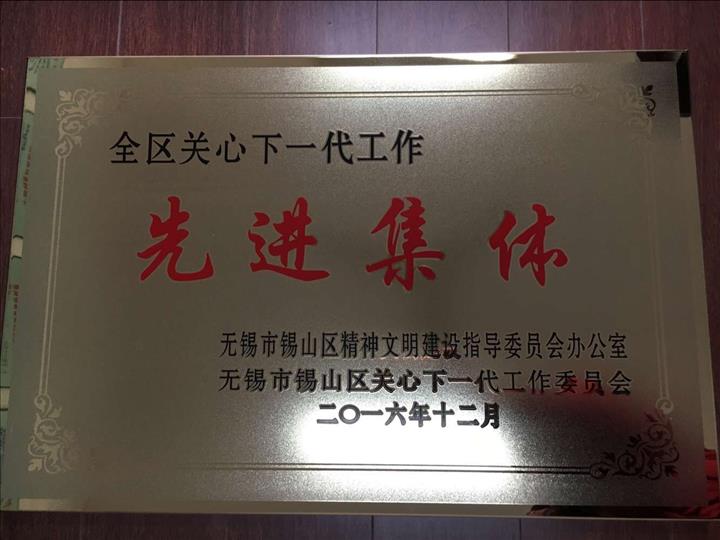 全区关心下一代工作
先进集体
无锡市锡山区精神文明建设指导委员会办公室
无锡市锡山区关心下一代工作委员会
二〇一六年十二月